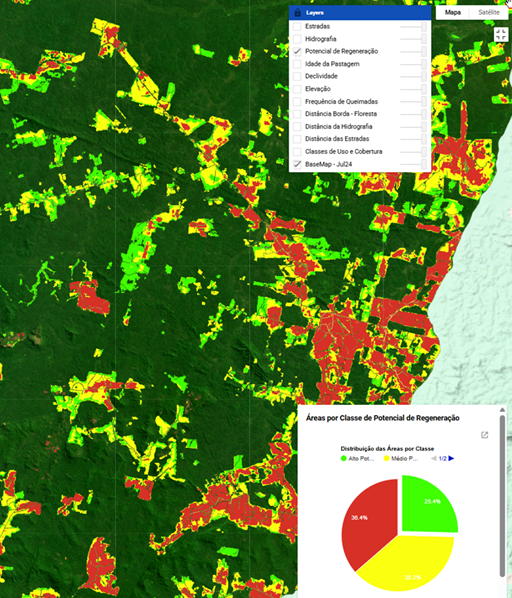 Layers
Mapa
Satélite
Estradas
Hidrografia
Potencial de Regeneração
Idade da Pastagem
Declividade
Elevação
Frequência de Queimadas
Distância Borda - Floresta
Distância da Hidrografia
Distância das Estradas
Classes de Uso e Cobertura
BaseMap - Jul24
Áreas por Classe de Potencial de Regeneração
Distribuição das Áreas por Classe
Alto Pot... Médio P... 1/2
36.4%